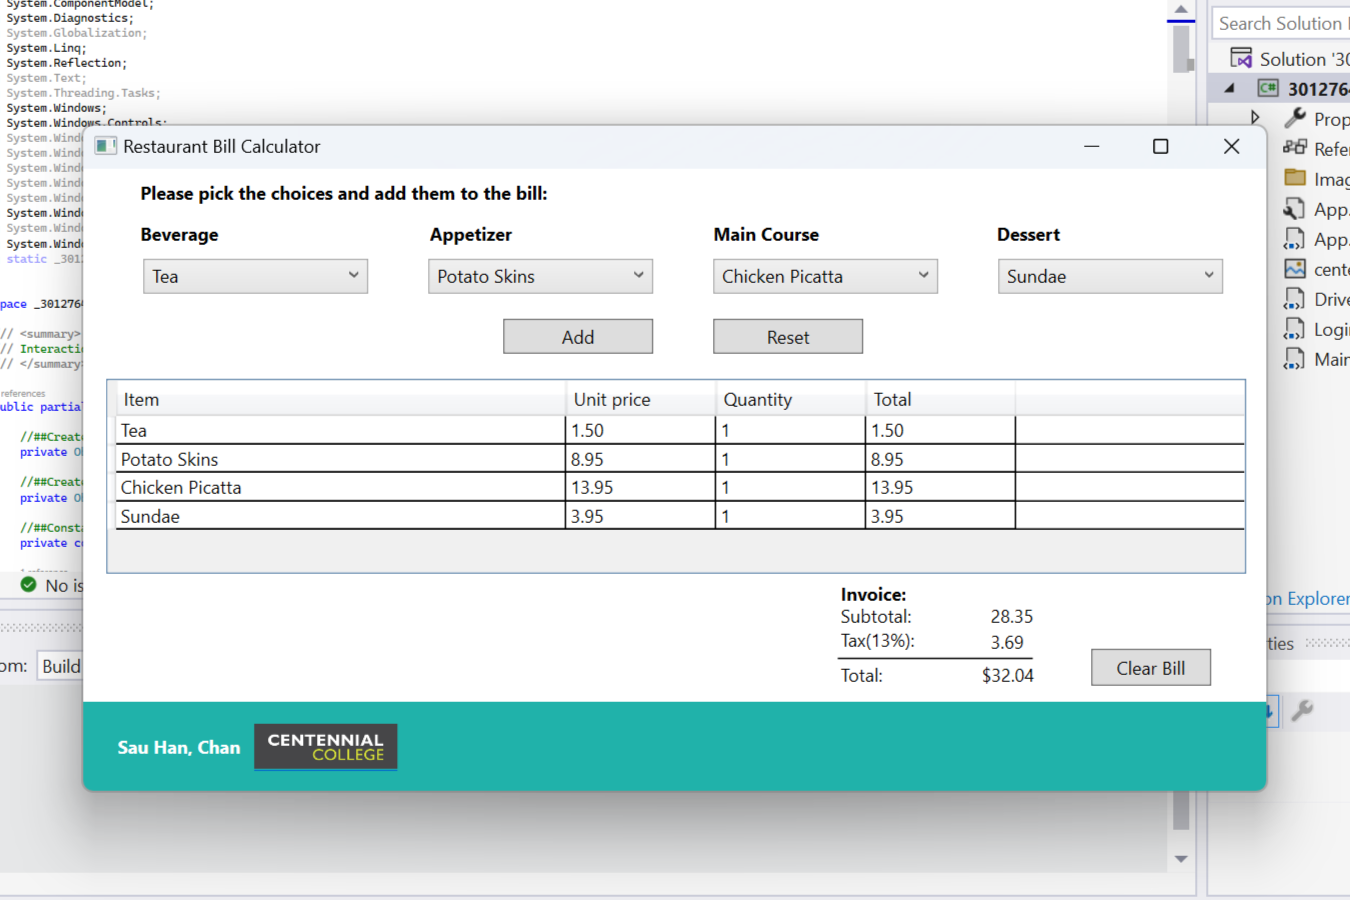 System.ComponentModel;
System.Diagnostics;
System.Globalization;
System.Linq;
System.Reflection;
System.Text;
System.Threading.Tasks;
System.Windows;
System.Windows.Controls;
System.Wind
System.Wind
System.Wind
System.Wind
System.Wind
System.Wind
System.Wind
System.Wind
static _3012
pace _3012764
// <summary>
// Interacti
// </summary>
references
ublic partia
//##Creat
private O
//##Creat
private O
//##Const
private c
No is
om: Build
Search Solution
Solution '30
C# 3012764
Prop
Refer
Imag
App.
App.
cente
Drive
Login
Main
on Explorer
ties
Restaurant Bill Calculator
Please pick the choices and add them to the bill:
Beverage Appetizer Main Course Dessert
Tea Potato Skins Chicken Picatta Sundae
Add Reset
Item Unit price Quantity Total
Tea 1.50 1 1.50
Potato Skins 8.95 1 8.95
Chicken Picatta 13.95 1 13.95
Sundae 3.95 1 3.95
Invoice:
Subtotal: 28.35
Tax(13%): 3.69
Total: $32.04
Clear Bill
Sau Han, Chan
CENTENNIAL
COLLEGE